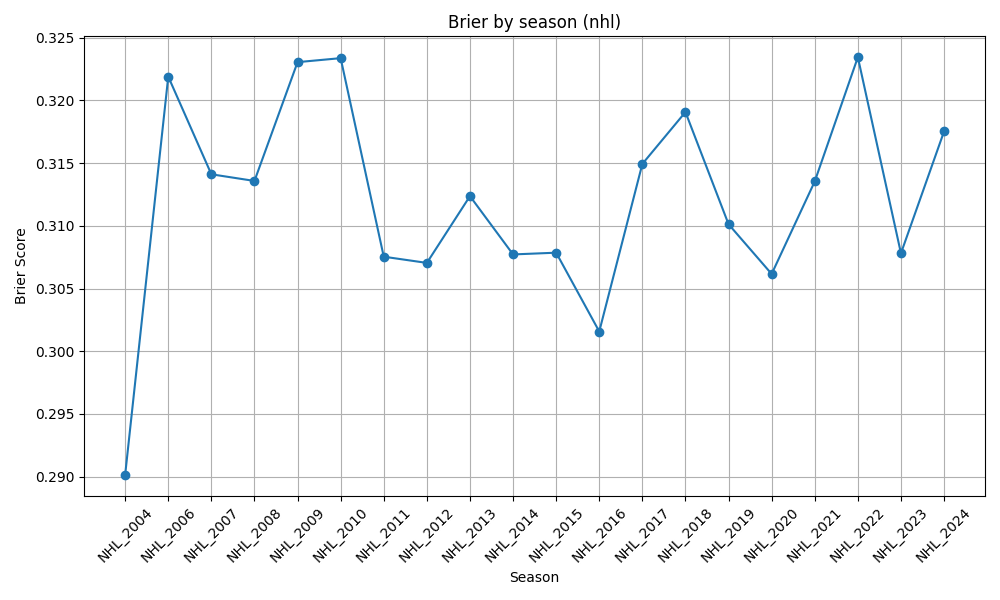 Brier by season (nhl)
0.325
0.320
0.315
0.310
0.305
0.300
0.295
0.290
Brier Score
NHL_2004
NHL_2006
NHL_2007
NHL_2008
NHL_2009
NHL_2010
NHL_2011
NHL_2012
NHL_2013
NHL_2014
NHL_2015
NHL_2016
NHL_2017
NHL_2018
NHL_2019
NHL_2020
NHL_2021
NHL_2022
NHL_2023
NHL_2024
Season